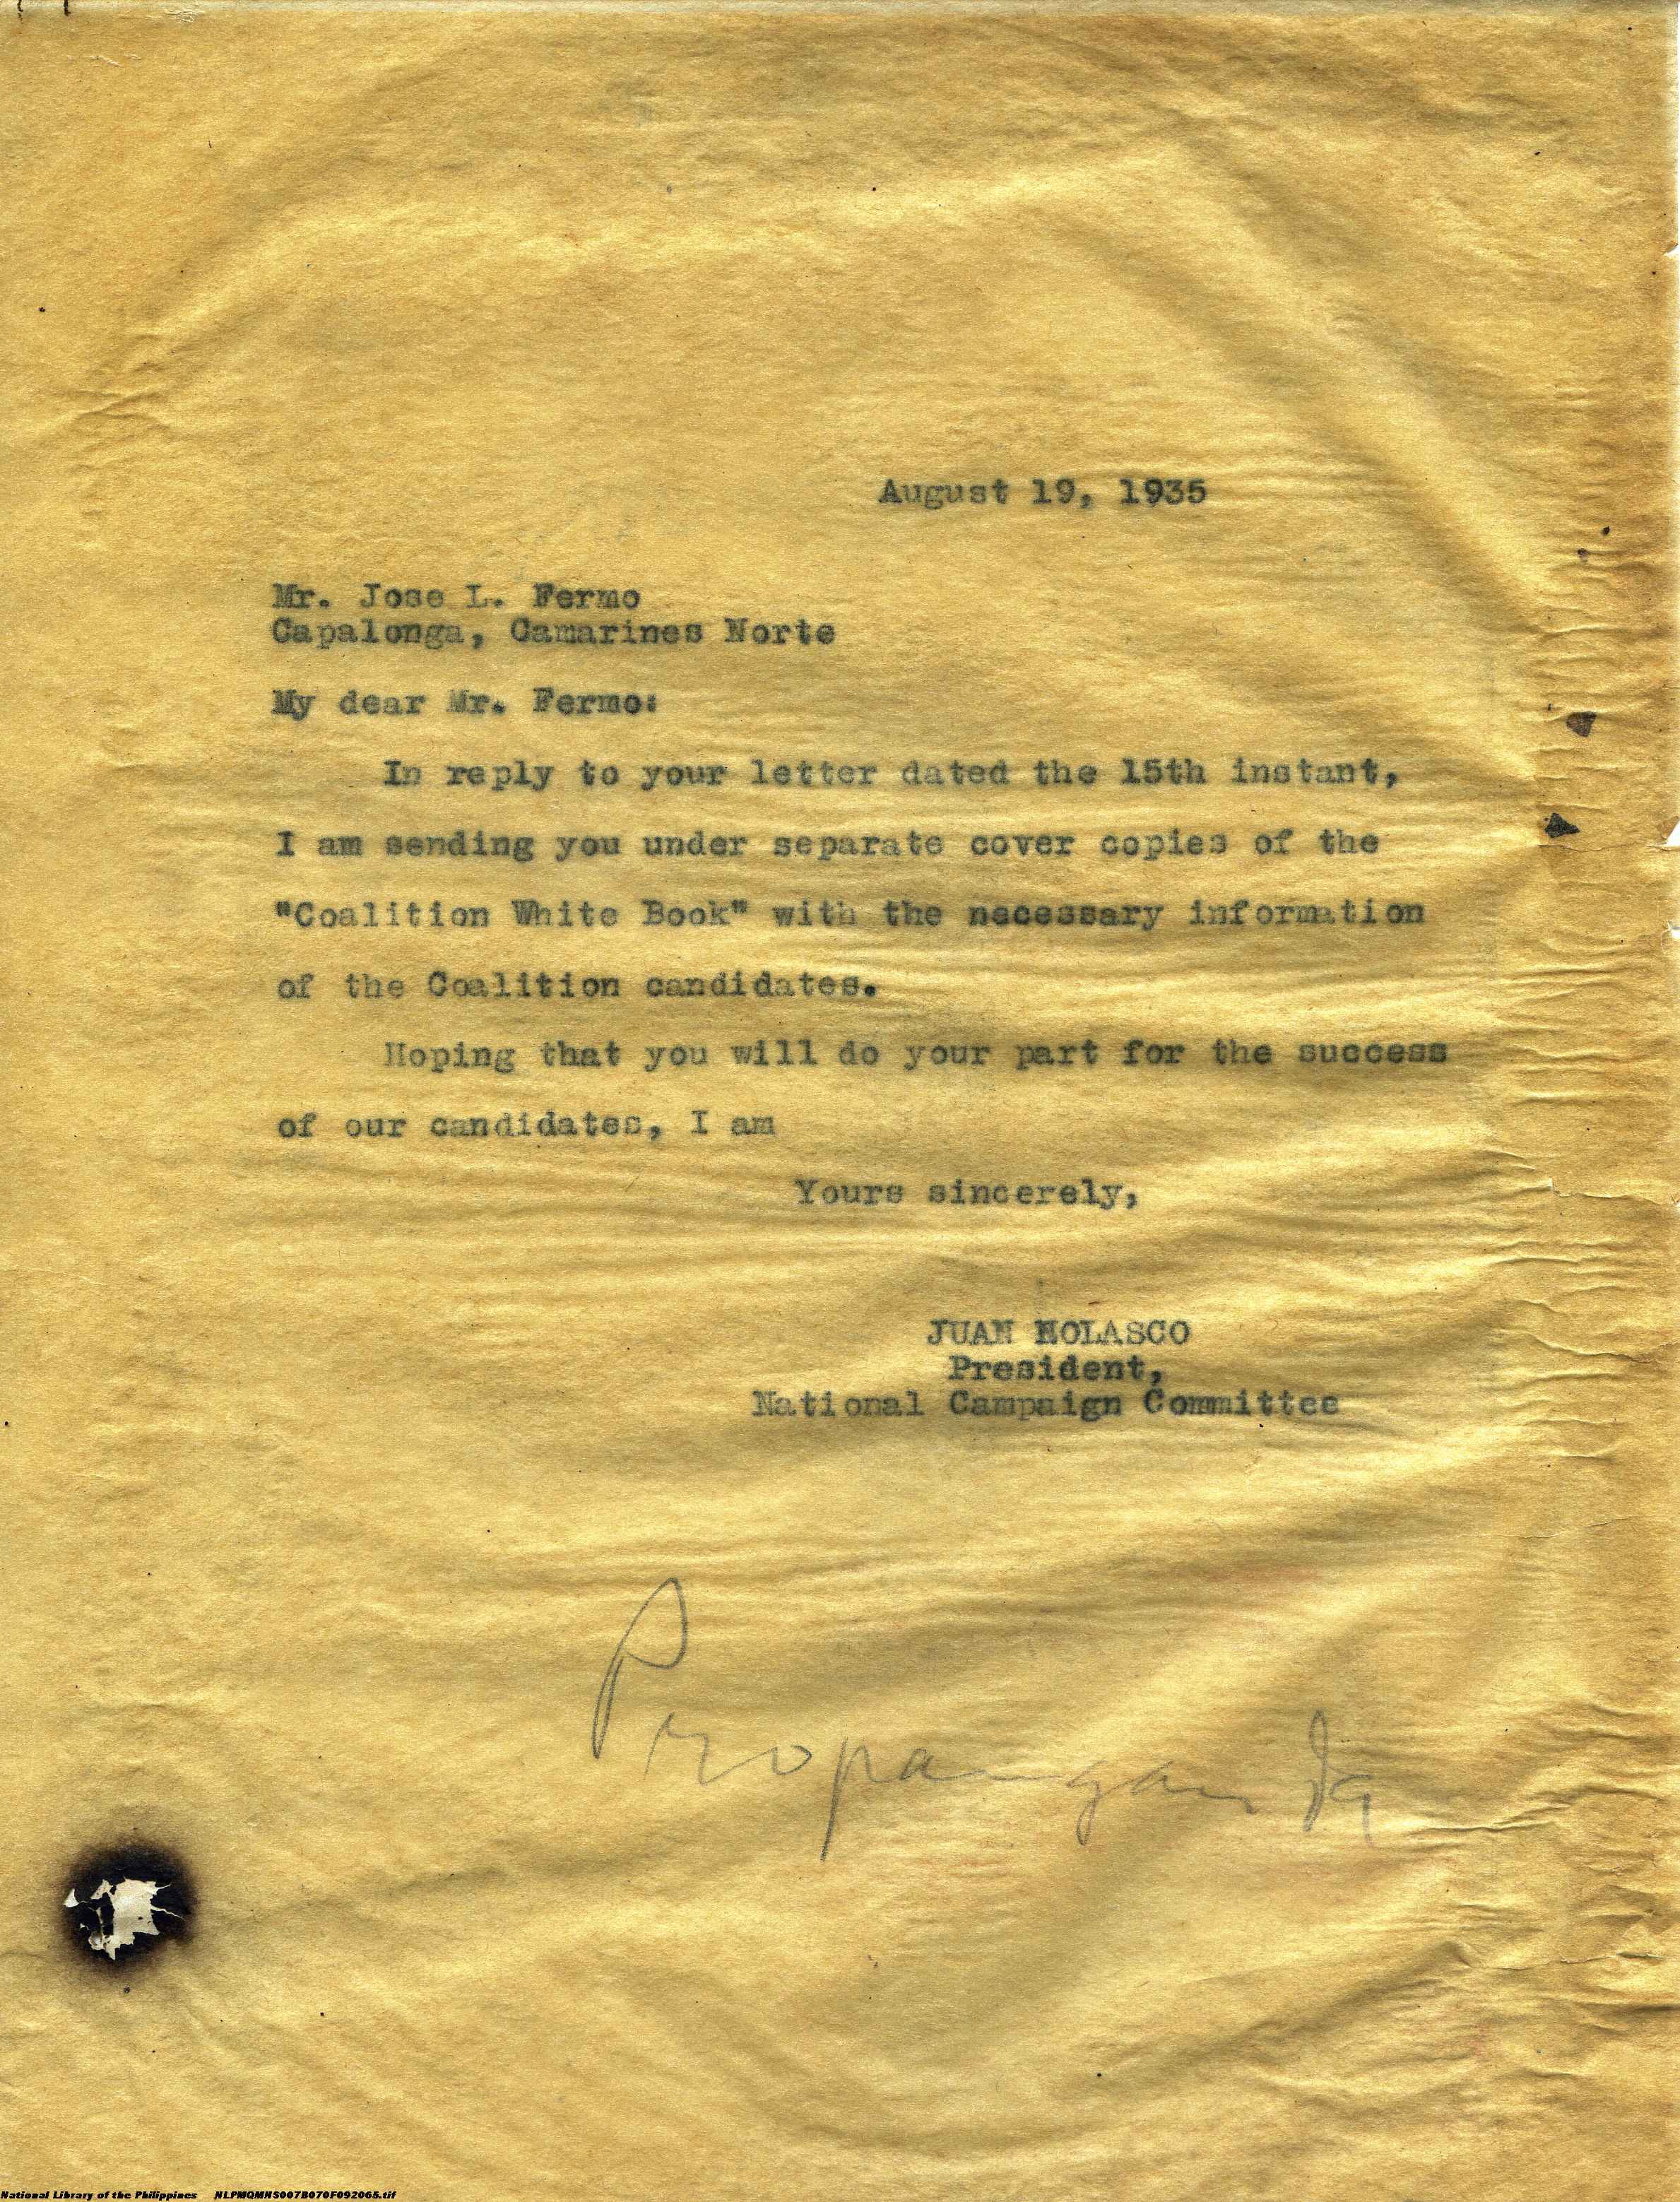 August 19, 1935
Mr. Jose L. Fermo
Capalonga, Camarines Norte
My dear Mr. Fermo:
In reply to your letter dated the 15th instant,
I am sending you under separate cover copies of the
"Coalition White Book" with the necessary information
of the Coalition candidates.
Hoping that you will do your part for the success
of our candidates, I am
Yours sincerely,
JUAN NOLASCO
President,
National Campaign Committee
Propaganda
National Library of the Philippines NLPMQMNS007B070F092065.tif